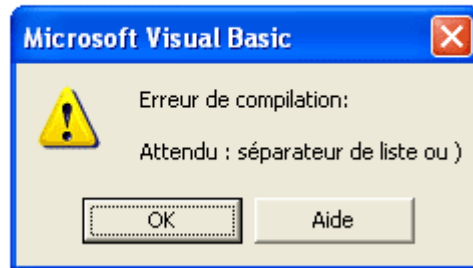 Microsoft Visual Basic
Erreur de compilation:
Attendu : séparateur de liste ou )
OK
Aide